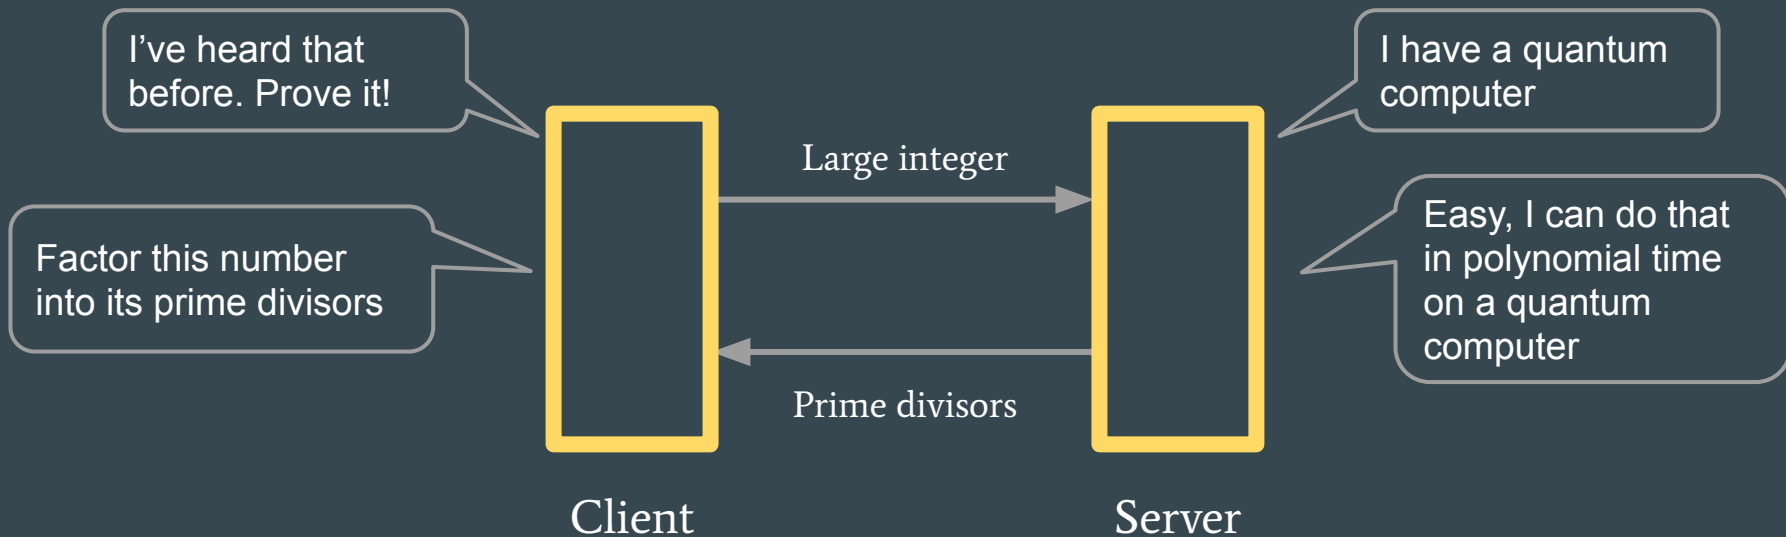 I’ve heard that
before. Prove it!
I have a quantum
computer
Large integer
Factor this number
into its prime divisors
Easy, I can do that
in polynomial time
on a quantum
computer
Prime divisors
Client
Server